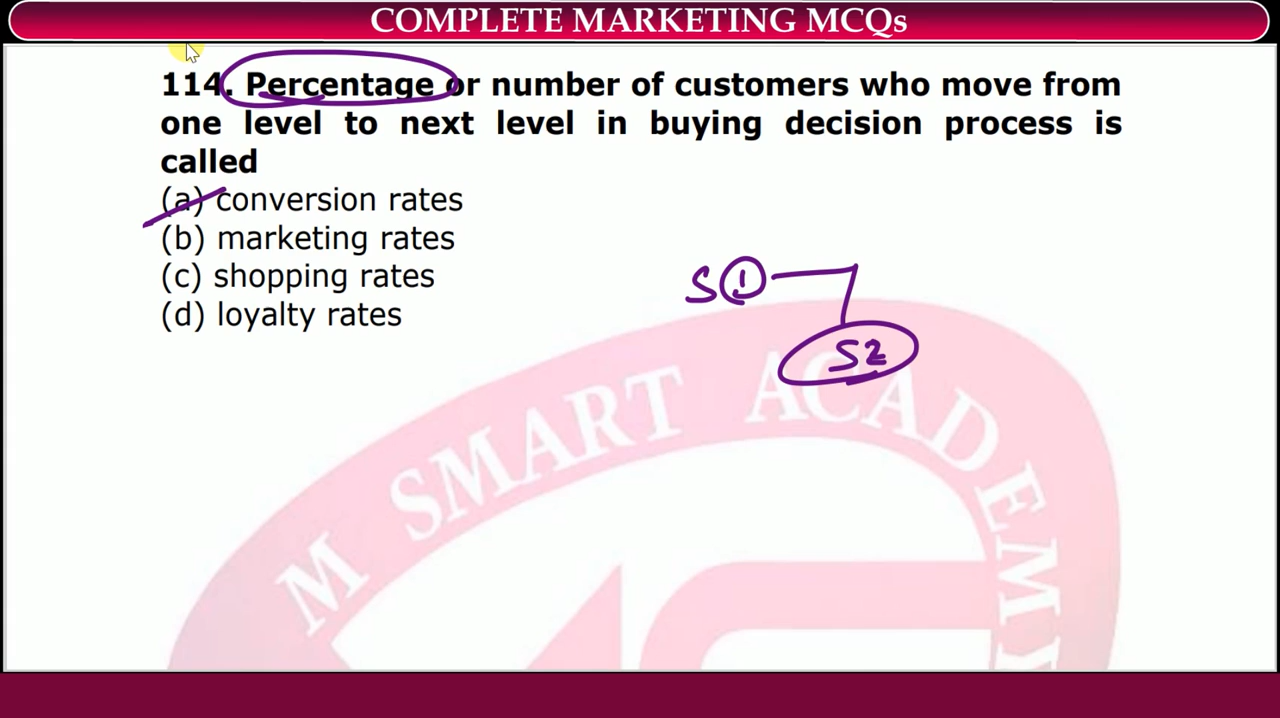 COMPLETE MARKETING MCQs
114. Percentage or number of customers who move from
one level to next level in buying decision process is
called
(a) conversion rates
(b) marketing rates
(c) shopping rates
(d) loyalty rates
S 1
S2
M SMART ACADEMY